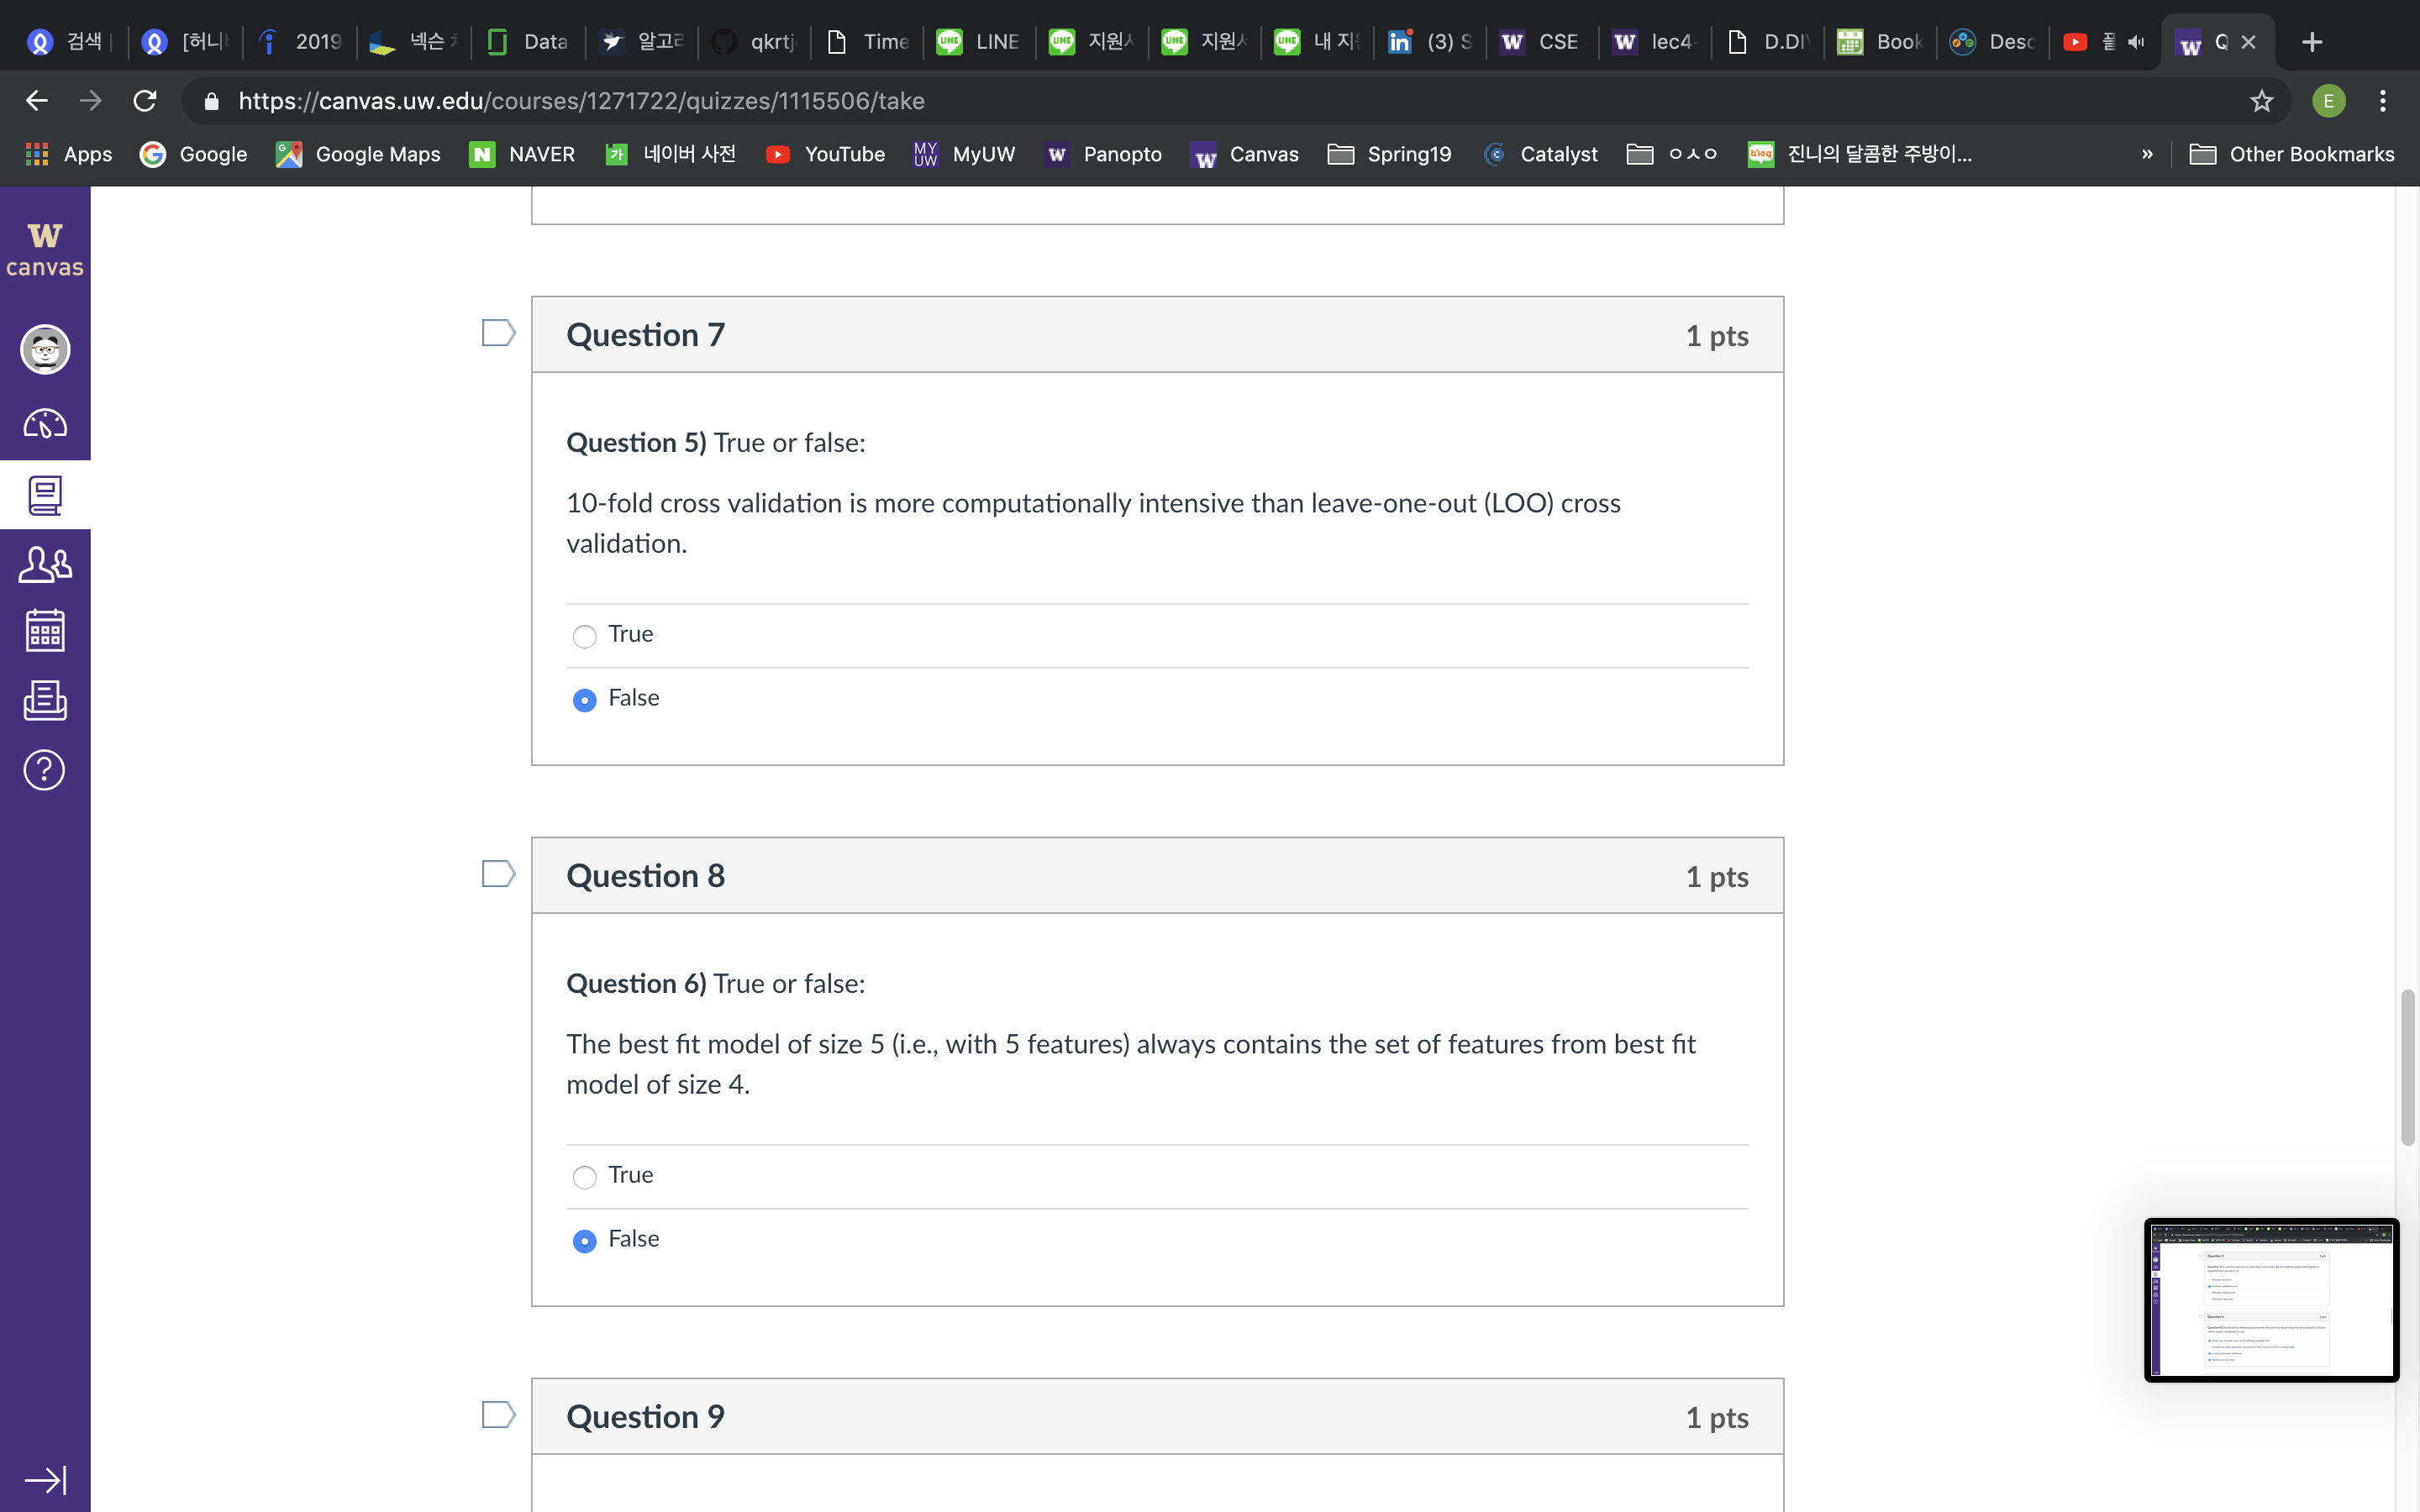 검색
[허니
2019
넥슨
Data
알고
qkrtj
Time
LINE
지원
지원
내 지
(3) S
CSE
lec4-
D.DI
Book
Desc
Q
https://canvas.uw.edu/courses/1271722/quizzes/1115506/take
E
Apps
Google
Google Maps
NAVER
네이버 사전
YouTube
MY UW
MyUW
Panopto
Canvas
Spring19
Catalyst
ㅇㅅㅇ
진니의 달콤한 주방이...
»
Other Bookmarks
W
canvas
Question 7
1 pts
Question 5) True or false:
10-fold cross validation is more computationally intensive than leave-one-out (LOO) cross
validation.
True
False
Question 8
1 pts
Question 6) True or false:
The best fit model of size 5 (i.e., with 5 features) always contains the set of features from best fit
model of size 4.
True
False
Question 9
1 pts